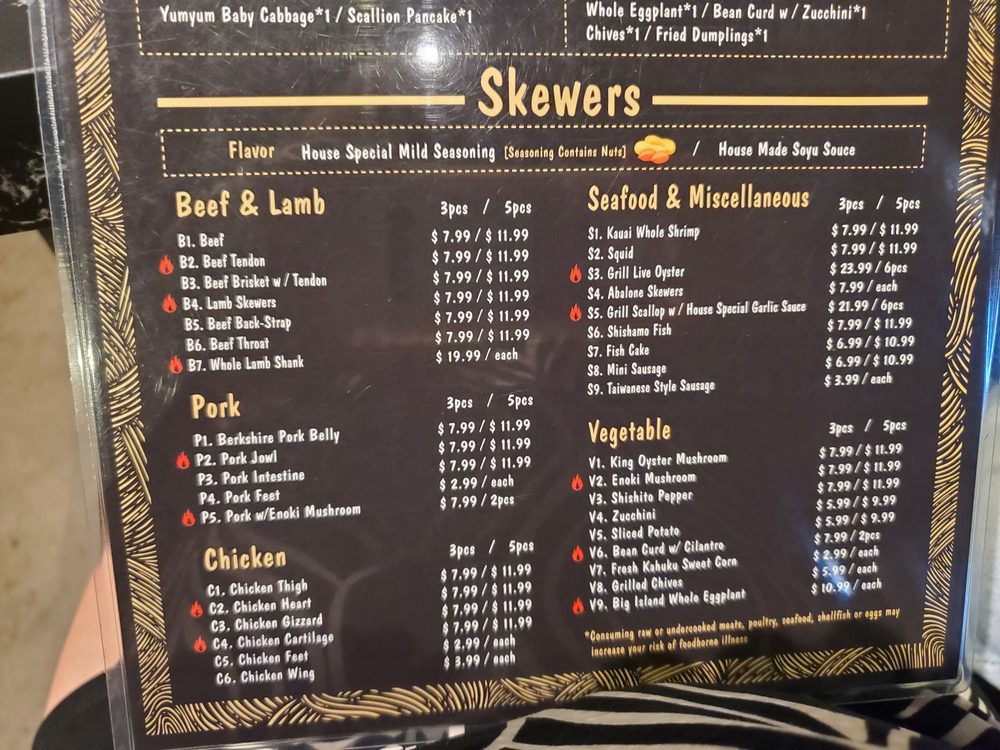 Yumyum Baby Cabbage*1 / Scallion Pancake*1
Whole Eggplant*1 / Bean Curd w / Zucchini*1
Chives*1 / Fried Dumplings*1
Skewers
Flavor House Special Mild Seasoning [Seasoning Contains Nuts] / House Made Soyu Sauce
Beef & Lamb 3pcs / 5pcs
B1. Beef $ 7.99 / $ 11.99
B2. Beef Tendon $ 7.99 / $ 11.99
B3. Beef Brisket w / Tendon $ 7.99 / $ 11.99
B4. Lamb Skewers $ 7.99 / $ 11.99
B5. Beef Back-Strap $ 7.99 / $ 11.99
B6. Beef Throat $ 7.99 / $ 11.99
B7. Whole Lamb Shank $ 19.99 / each
Pork 3pcs / 5pcs
P1. Berkshire Pork Belly $ 7.99 / $ 11.99
P2. Pork Jowl $ 7.99 / $ 11.99
P3. Pork Intestine $ 7.99 / $ 11.99
P4. Pork Feet $ 2.99 / each
P5. Pork w/Enoki Mushroom $ 7.99 / 2pcs
Chicken 3pcs / 5pcs
C1. Chicken Thigh $ 7.99 / $ 11.99
C2. Chicken Heart $ 7.99 / $ 11.99
C3. Chicken Gizzard $ 7.99 / $ 11.99
C4. Chicken Cartilage $ 7.99 / $ 11.99
C5. Chicken Feet $ 2.99 / each
C6. Chicken Wing $ 3.99 / each
Seafood & Miscellaneous 3pcs / 5pcs
S1. Kauai Whole Shrimp $ 7.99 / $ 11.99
S2. Squid $ 7.99 / $ 11.99
S3. Grill Live Oyster $ 23.99 / 6pcs
S4. Abalone Skewers $ 7.99 / each
S5. Grill Scallop w / House Special Garlic Sauce $ 21.99 / 6pcs
S6. Shishamo Fish $ 7.99 / $ 11.99
S7. Fish Cake $ 6.99 / $ 10.99
S8. Mini Sausage $ 6.99 / $ 10.99
S9. Taiwanese Style Sausage $ 3.99 / each
Vegetable 3pcs / 5pcs
V1. King Oyster Mushroom $ 7.99 / $ 11.99
V2. Enoki Mushroom $ 7.99 / $ 11.99
V3. Shishito Pepper $ 7.99 / $ 11.99
V4. Zucchini $ 5.99 / $ 9.99
V5. Sliced Potato $ 5.99 / $ 9.99
V6. Bean Curd w/ Cilantro $ 7.99 / 2pcs
V7. Fresh Kahuku Sweet Corn $ 2.99 / each
V8. Grilled Chives $ 5.99 / each
V9. Big Island Whole Eggplant $ 10.99 / each
*Consuming raw or undercooked meats, poultry, seafood, shellfish or eggs may
increase your risk of foodborne illness